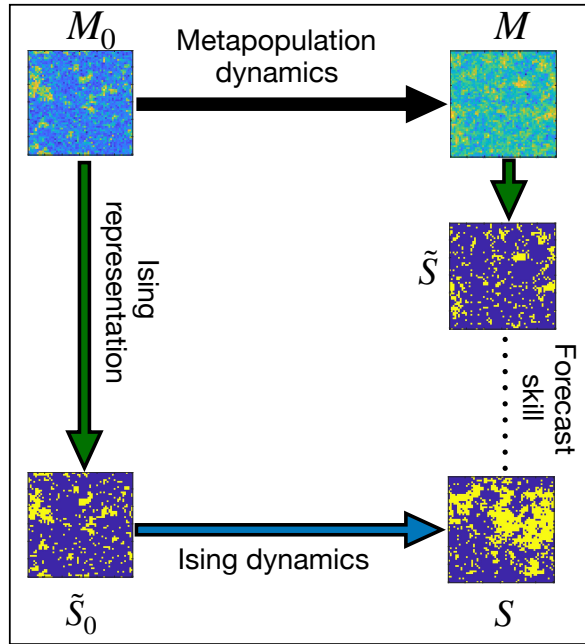 M₀
Metapopulation
dynamics
M
Ising
representation
S̃
Forecast
skill
Ising dynamics
S̃₀
S